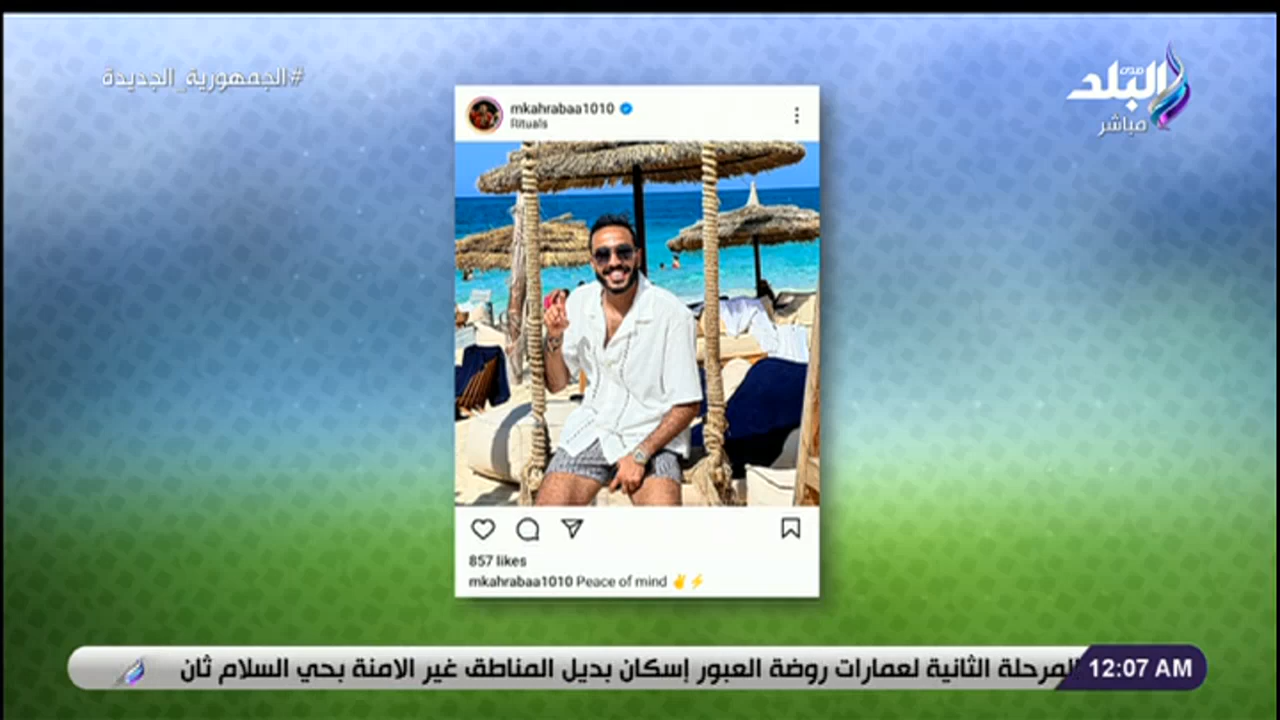 #الجمهورية_الجديدة
صدى البلد
مباشر
mkahrabaa1010
Rituals
857 likes
mkahrabaa1010 Peace of mind ✌️⚡
المرحلة الثانية لعمارات روضة العبور إسكان بديل المناطق غير الامنة بحي السلام ثان
12:07 AM